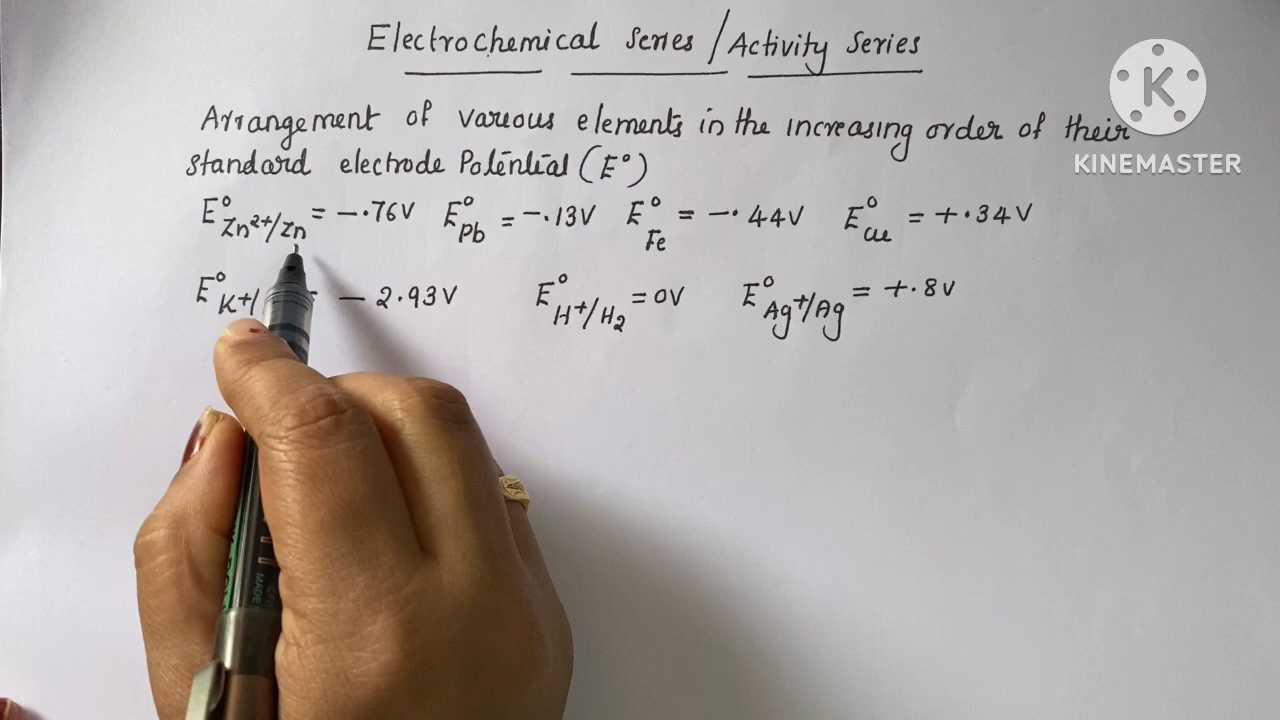 Electrochemical Series / Activity Series
Arrangement of various elements in the increasing order of their
standard electrode Potential (E°)
E°Zn²⁺/Zn = -.76V E°Pb = -.13V E°Fe = -.44V E°Cu = +.34V
E°K+/ - 2.93V E°H+/H₂ = 0V E°Ag+/Ag = +.8V
K
KINEMASTER
MADE